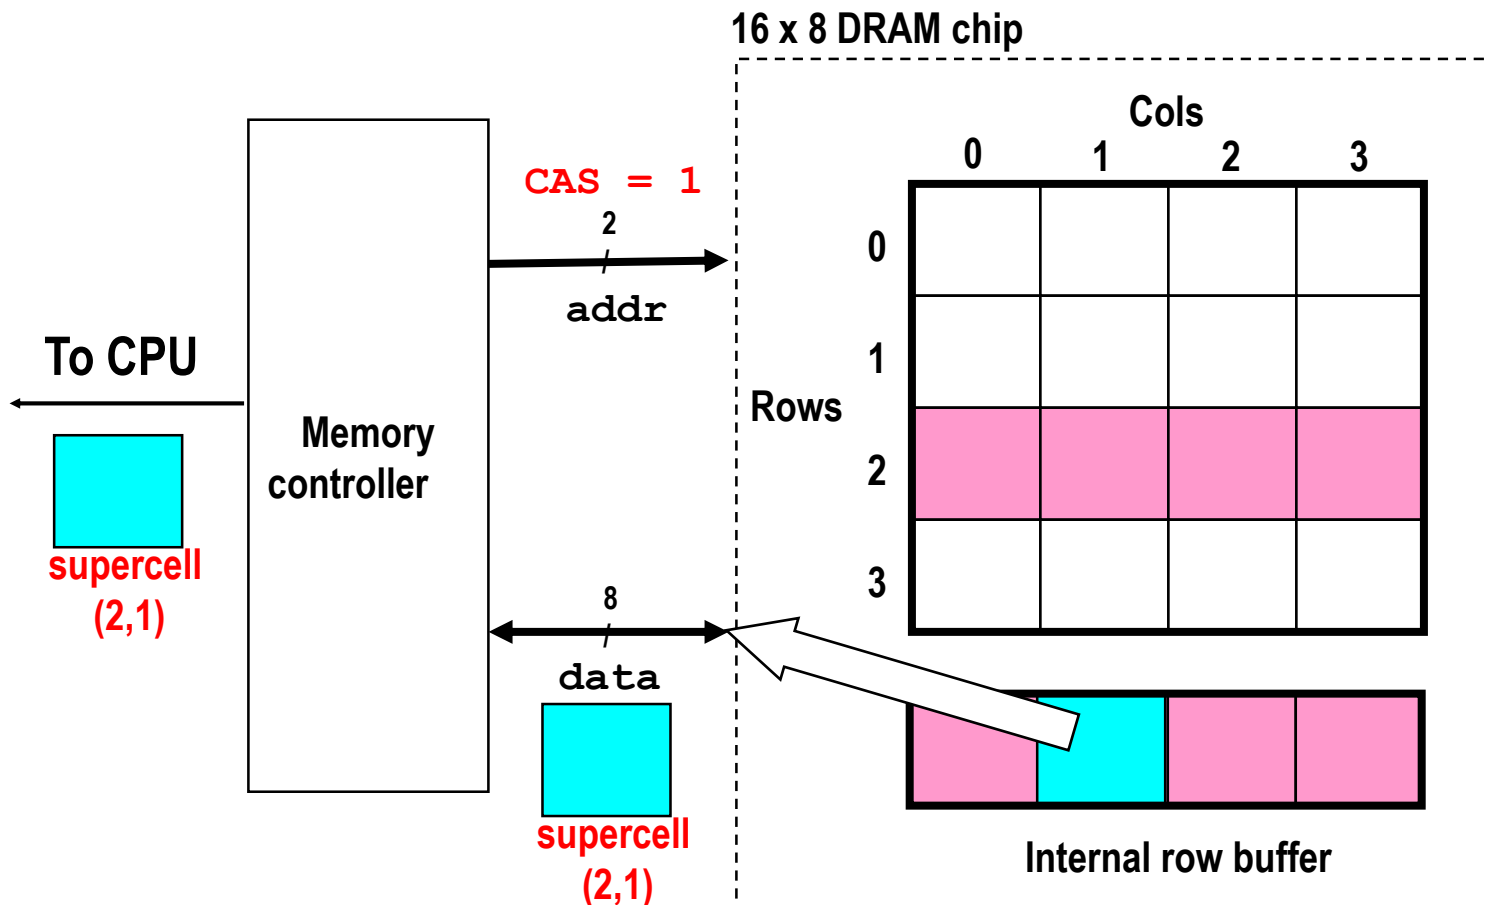 16 x 8 DRAM chip
Cols
0 1 2 3
CAS = 1
2
addr
0
1
Rows
2
3
To CPU
Memory
controller
supercell
(2,1)
8
data
supercell
(2,1)
Internal row buffer